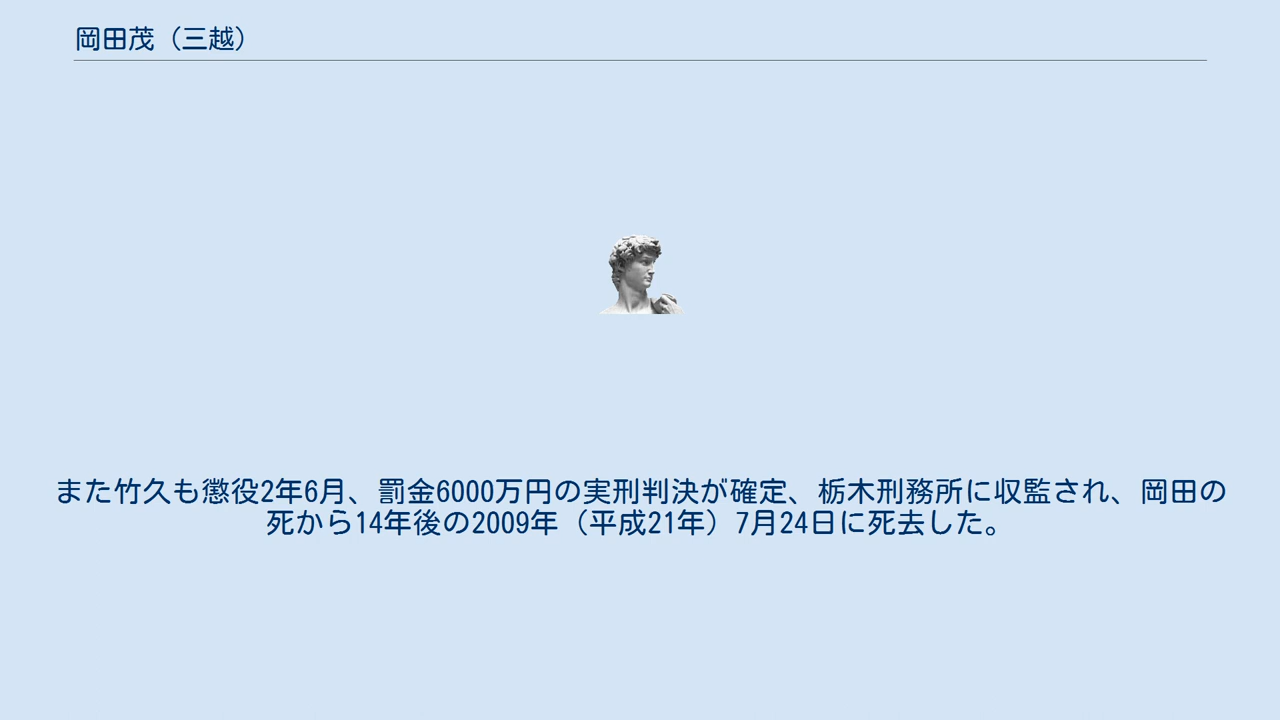 岡田茂（三越）
また竹久も懲役2年6月、罰金6000万円の実刑判決が確定、栃木刑務所に収監され、岡田の
死から14年後の2009年（平成21年）7月24日に死去した。